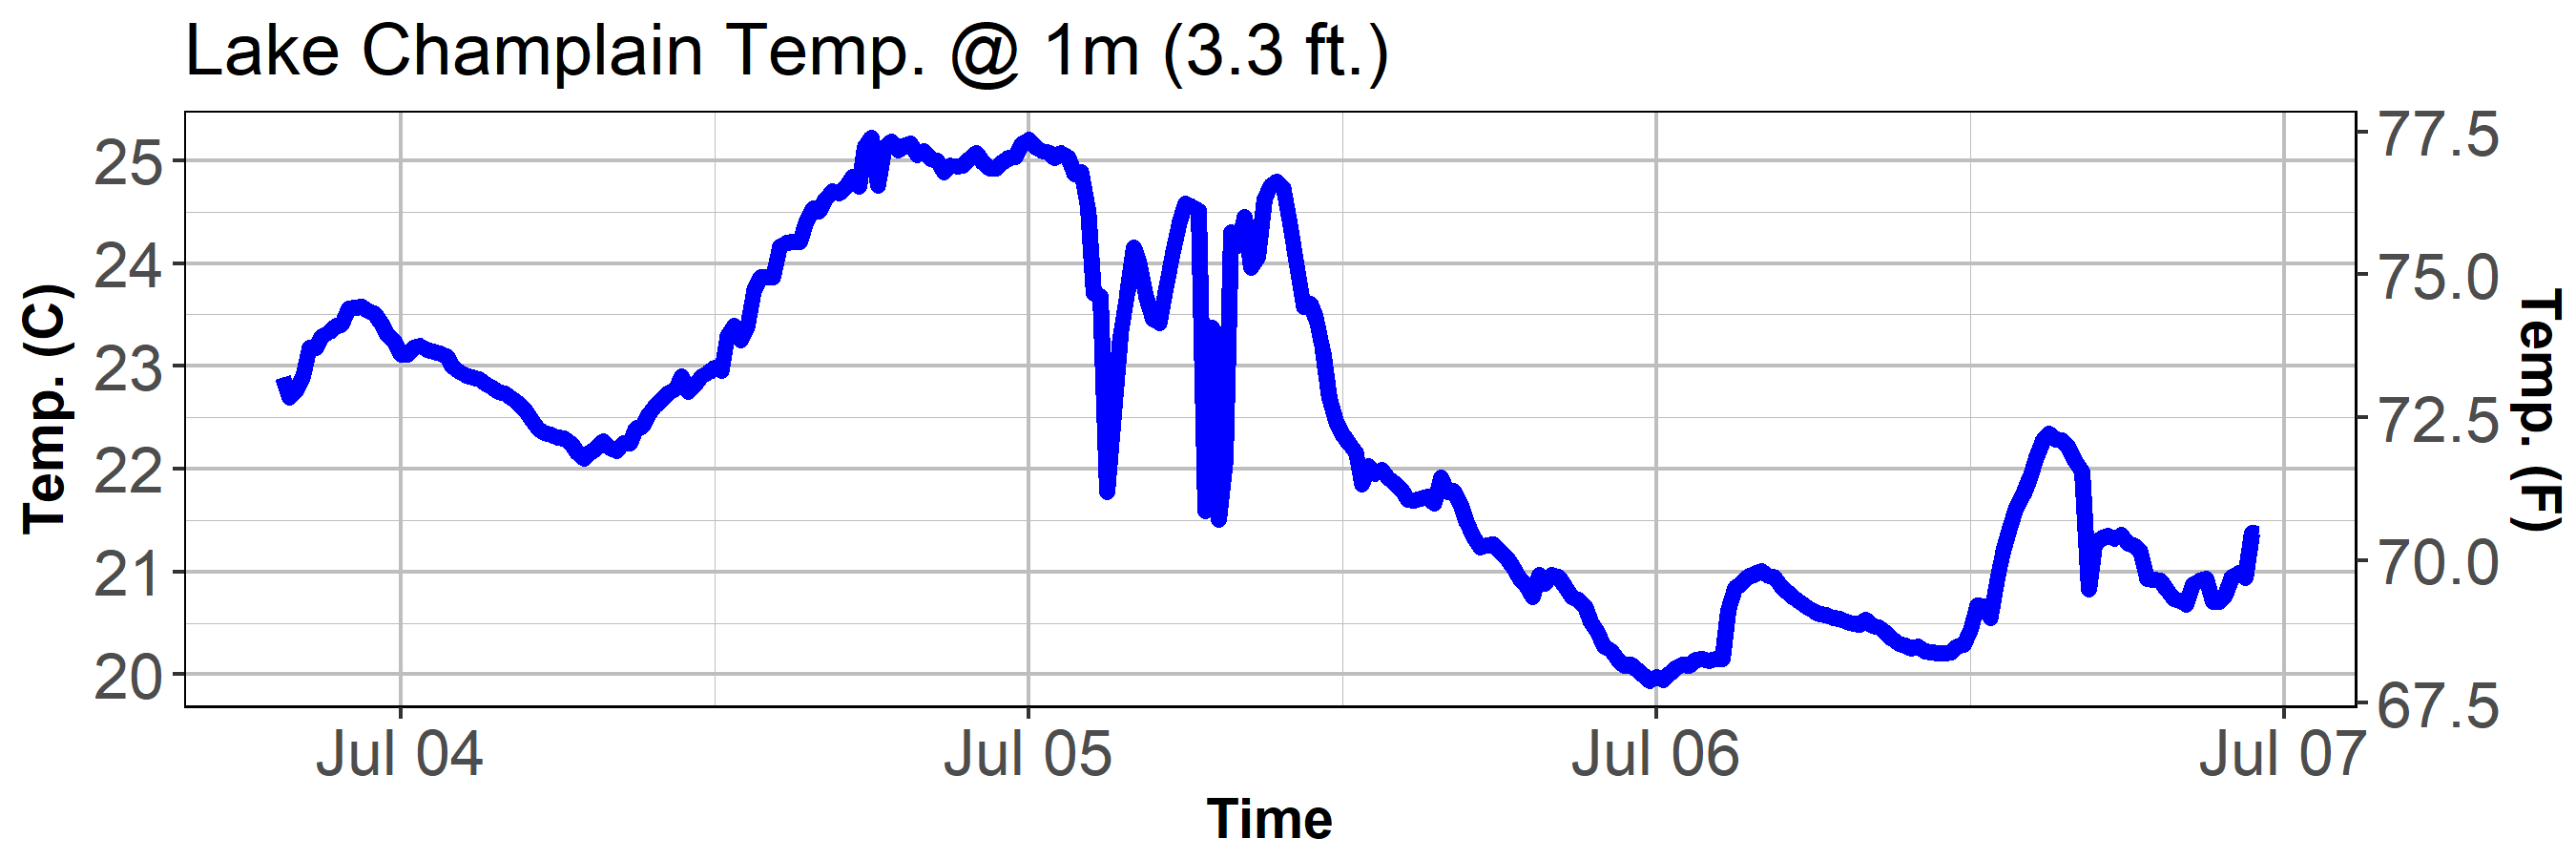 Lake Champlain Temp. @ 1m (3.3 ft.)
Temp. (C)
25
24
23
22
21
20
77.5
75.0
72.5
70.0
67.5
Temp. (F)
Jul 04 Jul 05 Jul 06 Jul 07
Time